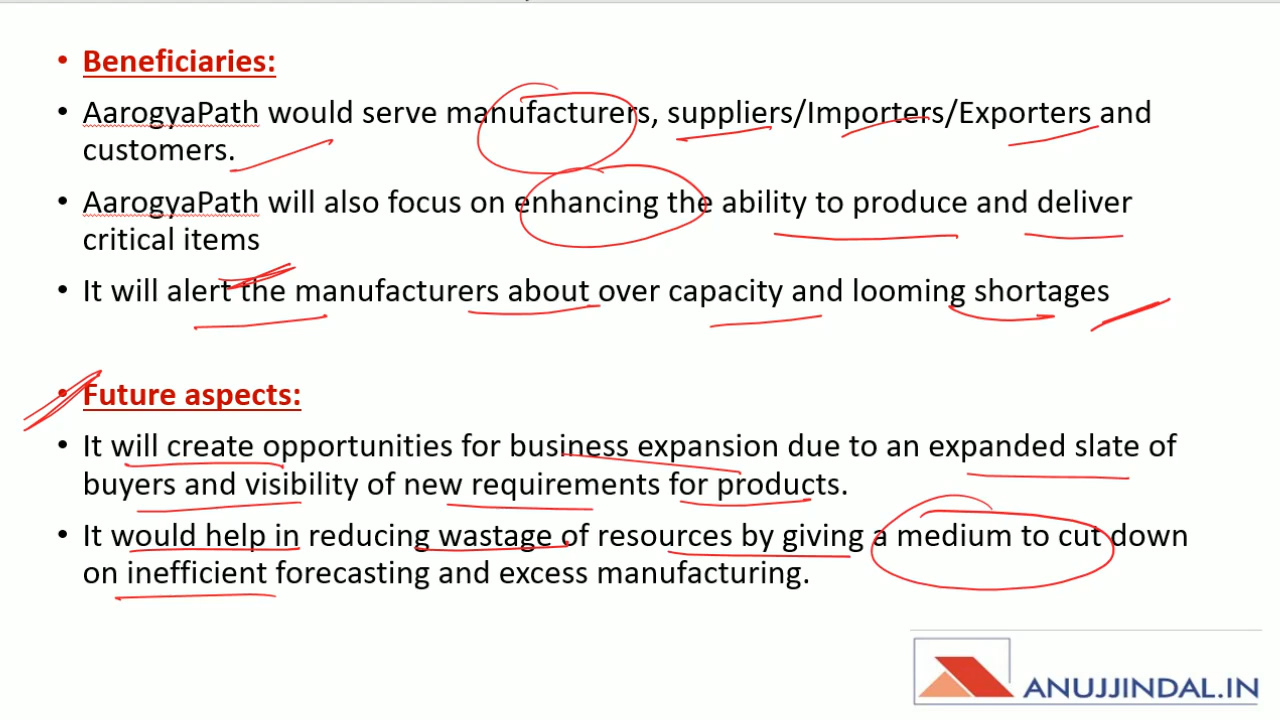 • Beneficiaries:
• AarogyaPath would serve manufacturers, suppliers/Importers/Exporters and
customers.
• AarogyaPath will also focus on enhancing the ability to produce and deliver
critical items
• It will alert the manufacturers about over capacity and looming shortages
• Future aspects:
• It will create opportunities for business expansion due to an expanded slate of
buyers and visibility of new requirements for products.
• It would help in reducing wastage of resources by giving a medium to cut down
on inefficient forecasting and excess manufacturing.
ANUJJINDAL.IN